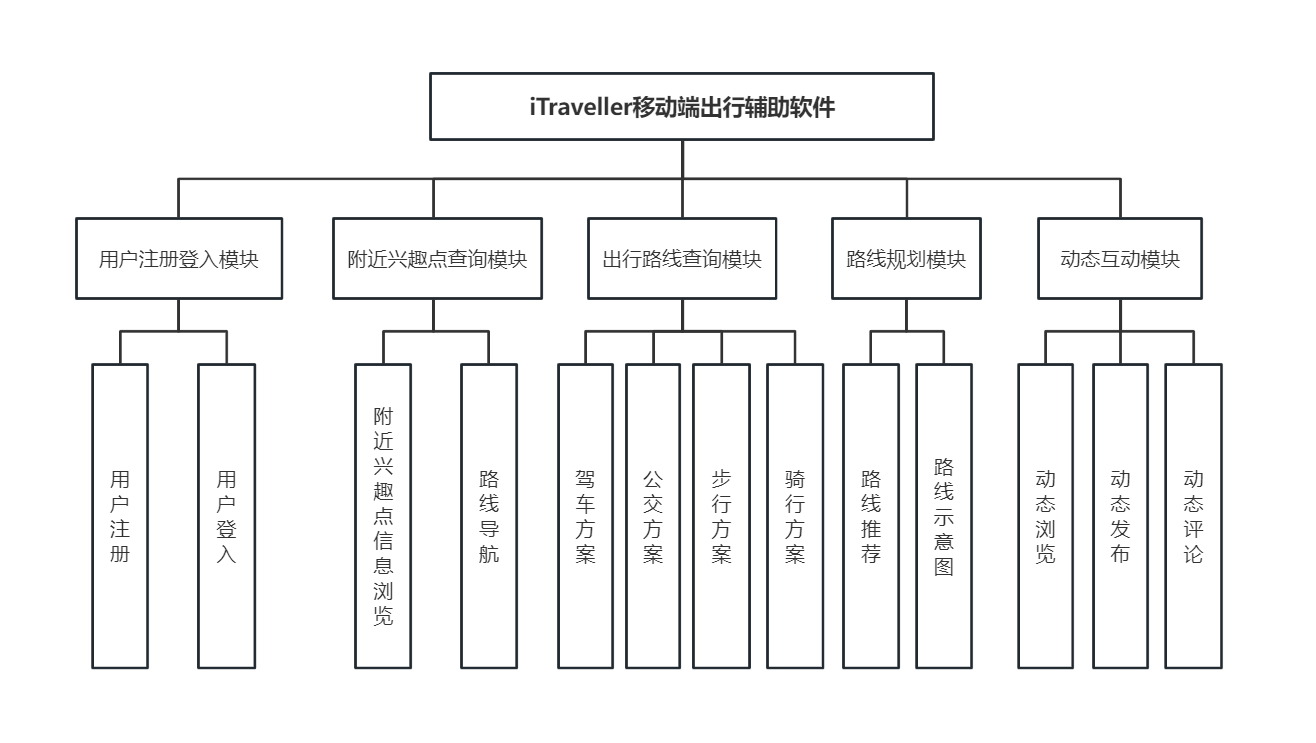 iTraveller移动端出行辅助软件
用户注册登入模块
附近兴趣点查询模块
出行路线查询模块
路线规划模块
动态互动模块
用户注册
用户登入
附近兴趣点信息浏览
路线导航
驾车方案
公交方案
步行方案
骑行方案
路线推荐
路线示意图
动态浏览
动态发布
动态评论